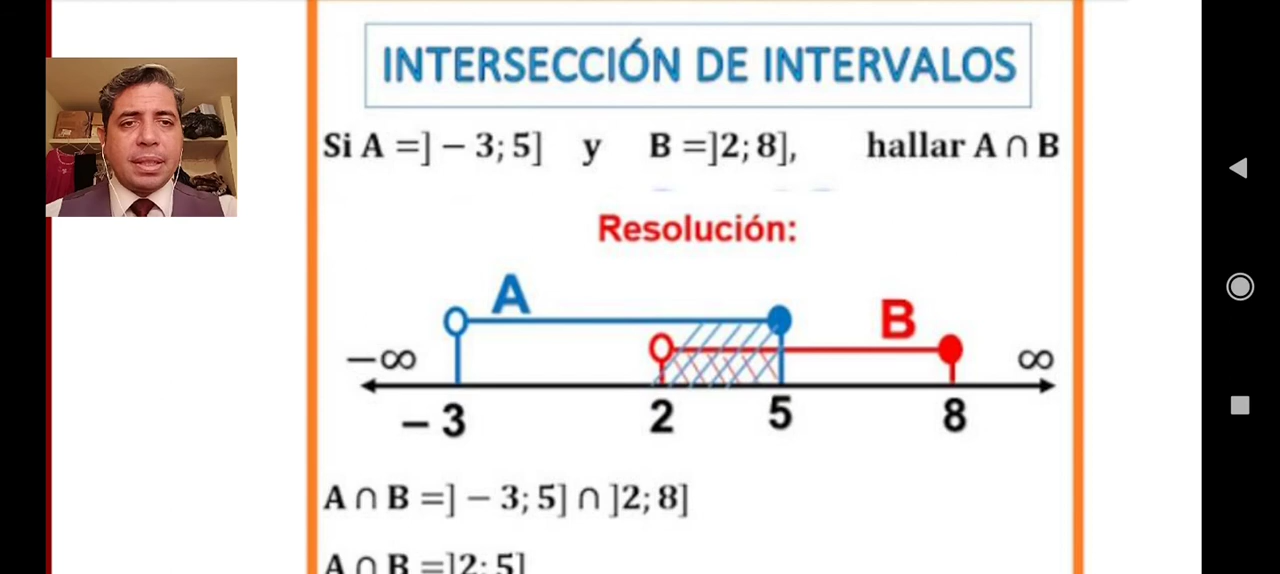 INTERSECCIÓN DE INTERVALOS
Si A =]−3;5] y B =]2;8], hallar A ∩ B
Resolución:
A
B
−∞ ∞
−3 2 5 8
A ∩ B =]−3;5] ∩ ]2;8]
A ∩ B =]2;5]